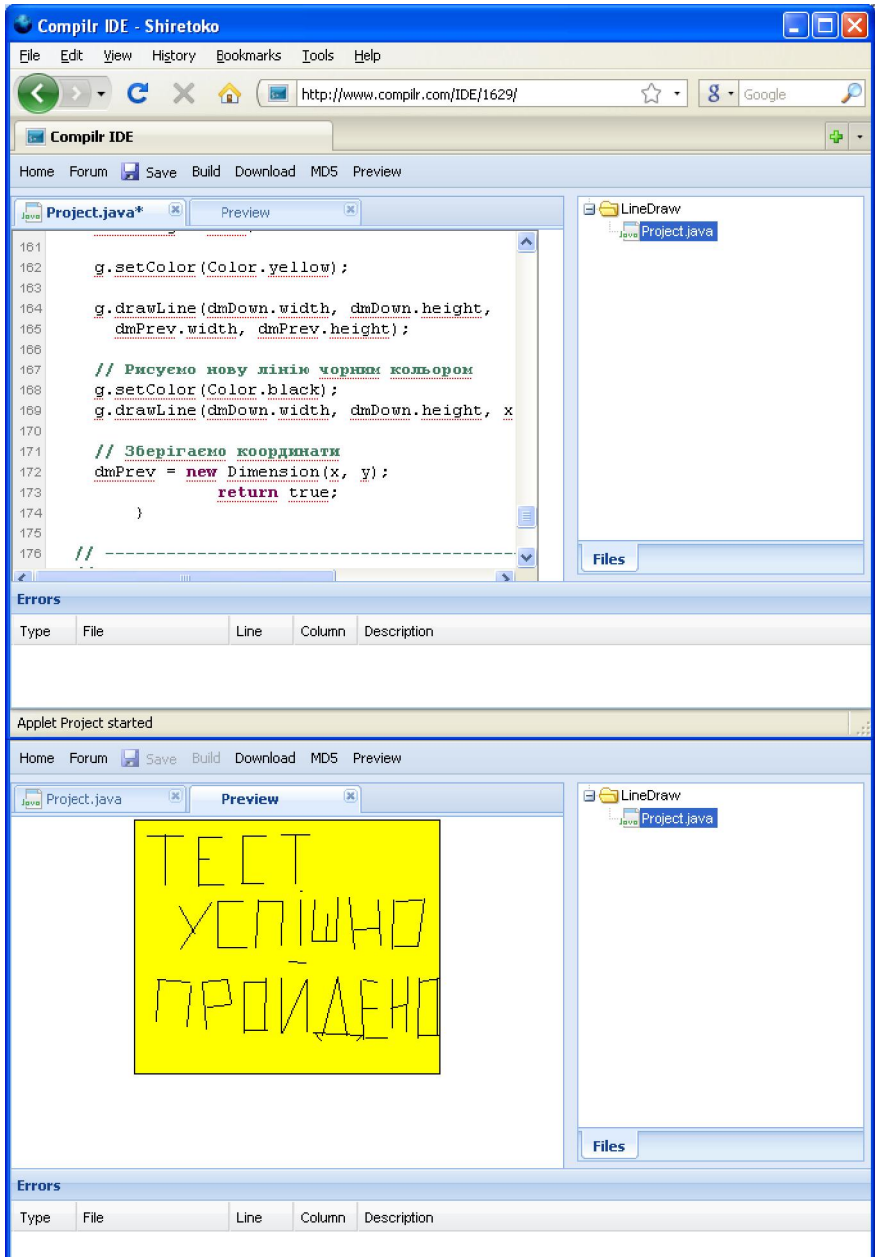 Compilr IDE - Shiretoko
File Edit View History Bookmarks Tools Help
http://www.compilr.com/IDE/1629/ Google
Compilr IDE
Home Forum Save Build Download MD5 Preview
Project.java* Preview
LineDraw
Project.java
161
162 g.setColor(Color.yellow);
163
164 g.drawLine(dmDown.width, dmDown.height,
165 dmPrev.width, dmPrev.height);
166
167 // Рисуємо нову лінію чорним кольором
168 g.setColor(Color.black);
169 g.drawLine(dmDown.width, dmDown.height, x
170
171 // Зберігаємо координати
172 dmPrev = new Dimension(x, y);
173 return true;
174 }
175
176 // ----------------------------------------
Files
Errors
Type File Line Column Description
Applet Project started
Home Forum Save Build Download MD5 Preview
Project.java Preview
LineDraw
Project.java
ТЕСТ
УСПІШНО
ПРОЙДЕНО
Files
Errors
Type File Line Column Description